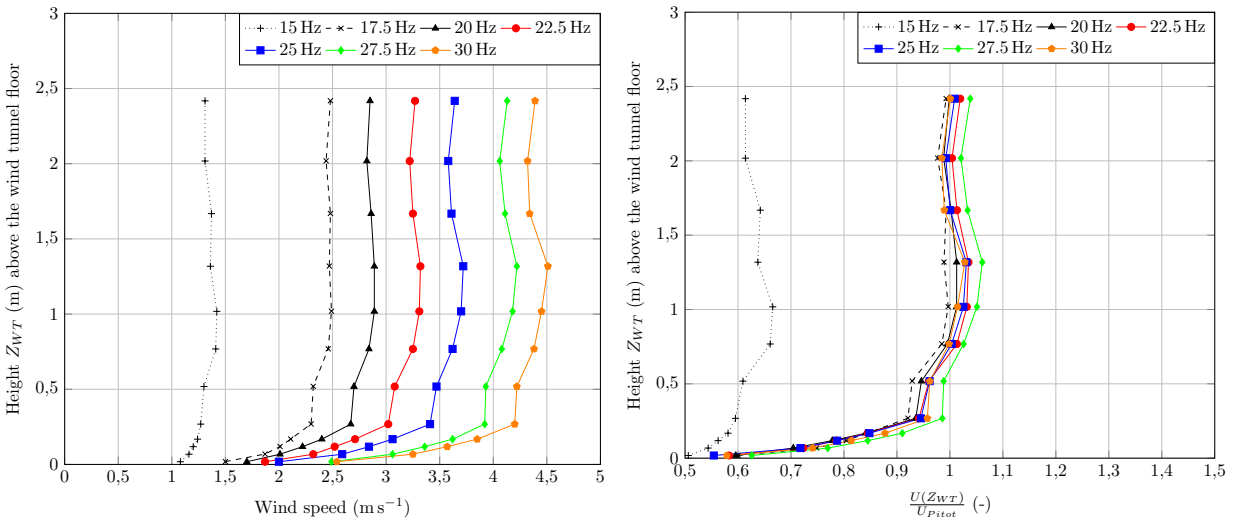 15 Hz 17.5 Hz 20 Hz 22.5 Hz
25 Hz 27.5 Hz 30 Hz
Height Z_WT (m) above the wind tunnel floor
3
2,5
2
1,5
1
0,5
0
0 0,5 1 1,5 2 2,5 3 3,5 4 4,5 5
Wind speed (m s⁻¹)
15 Hz 17.5 Hz 20 Hz 22.5 Hz
25 Hz 27.5 Hz 30 Hz
Height Z_WT (m) above the wind tunnel floor
3
2,5
2
1,5
1
0,5
0
0,5 0,6 0,7 0,8 0,9 1 1,1 1,2 1,3 1,4 1,5
U(Z_WT)
U_Pitot (-)